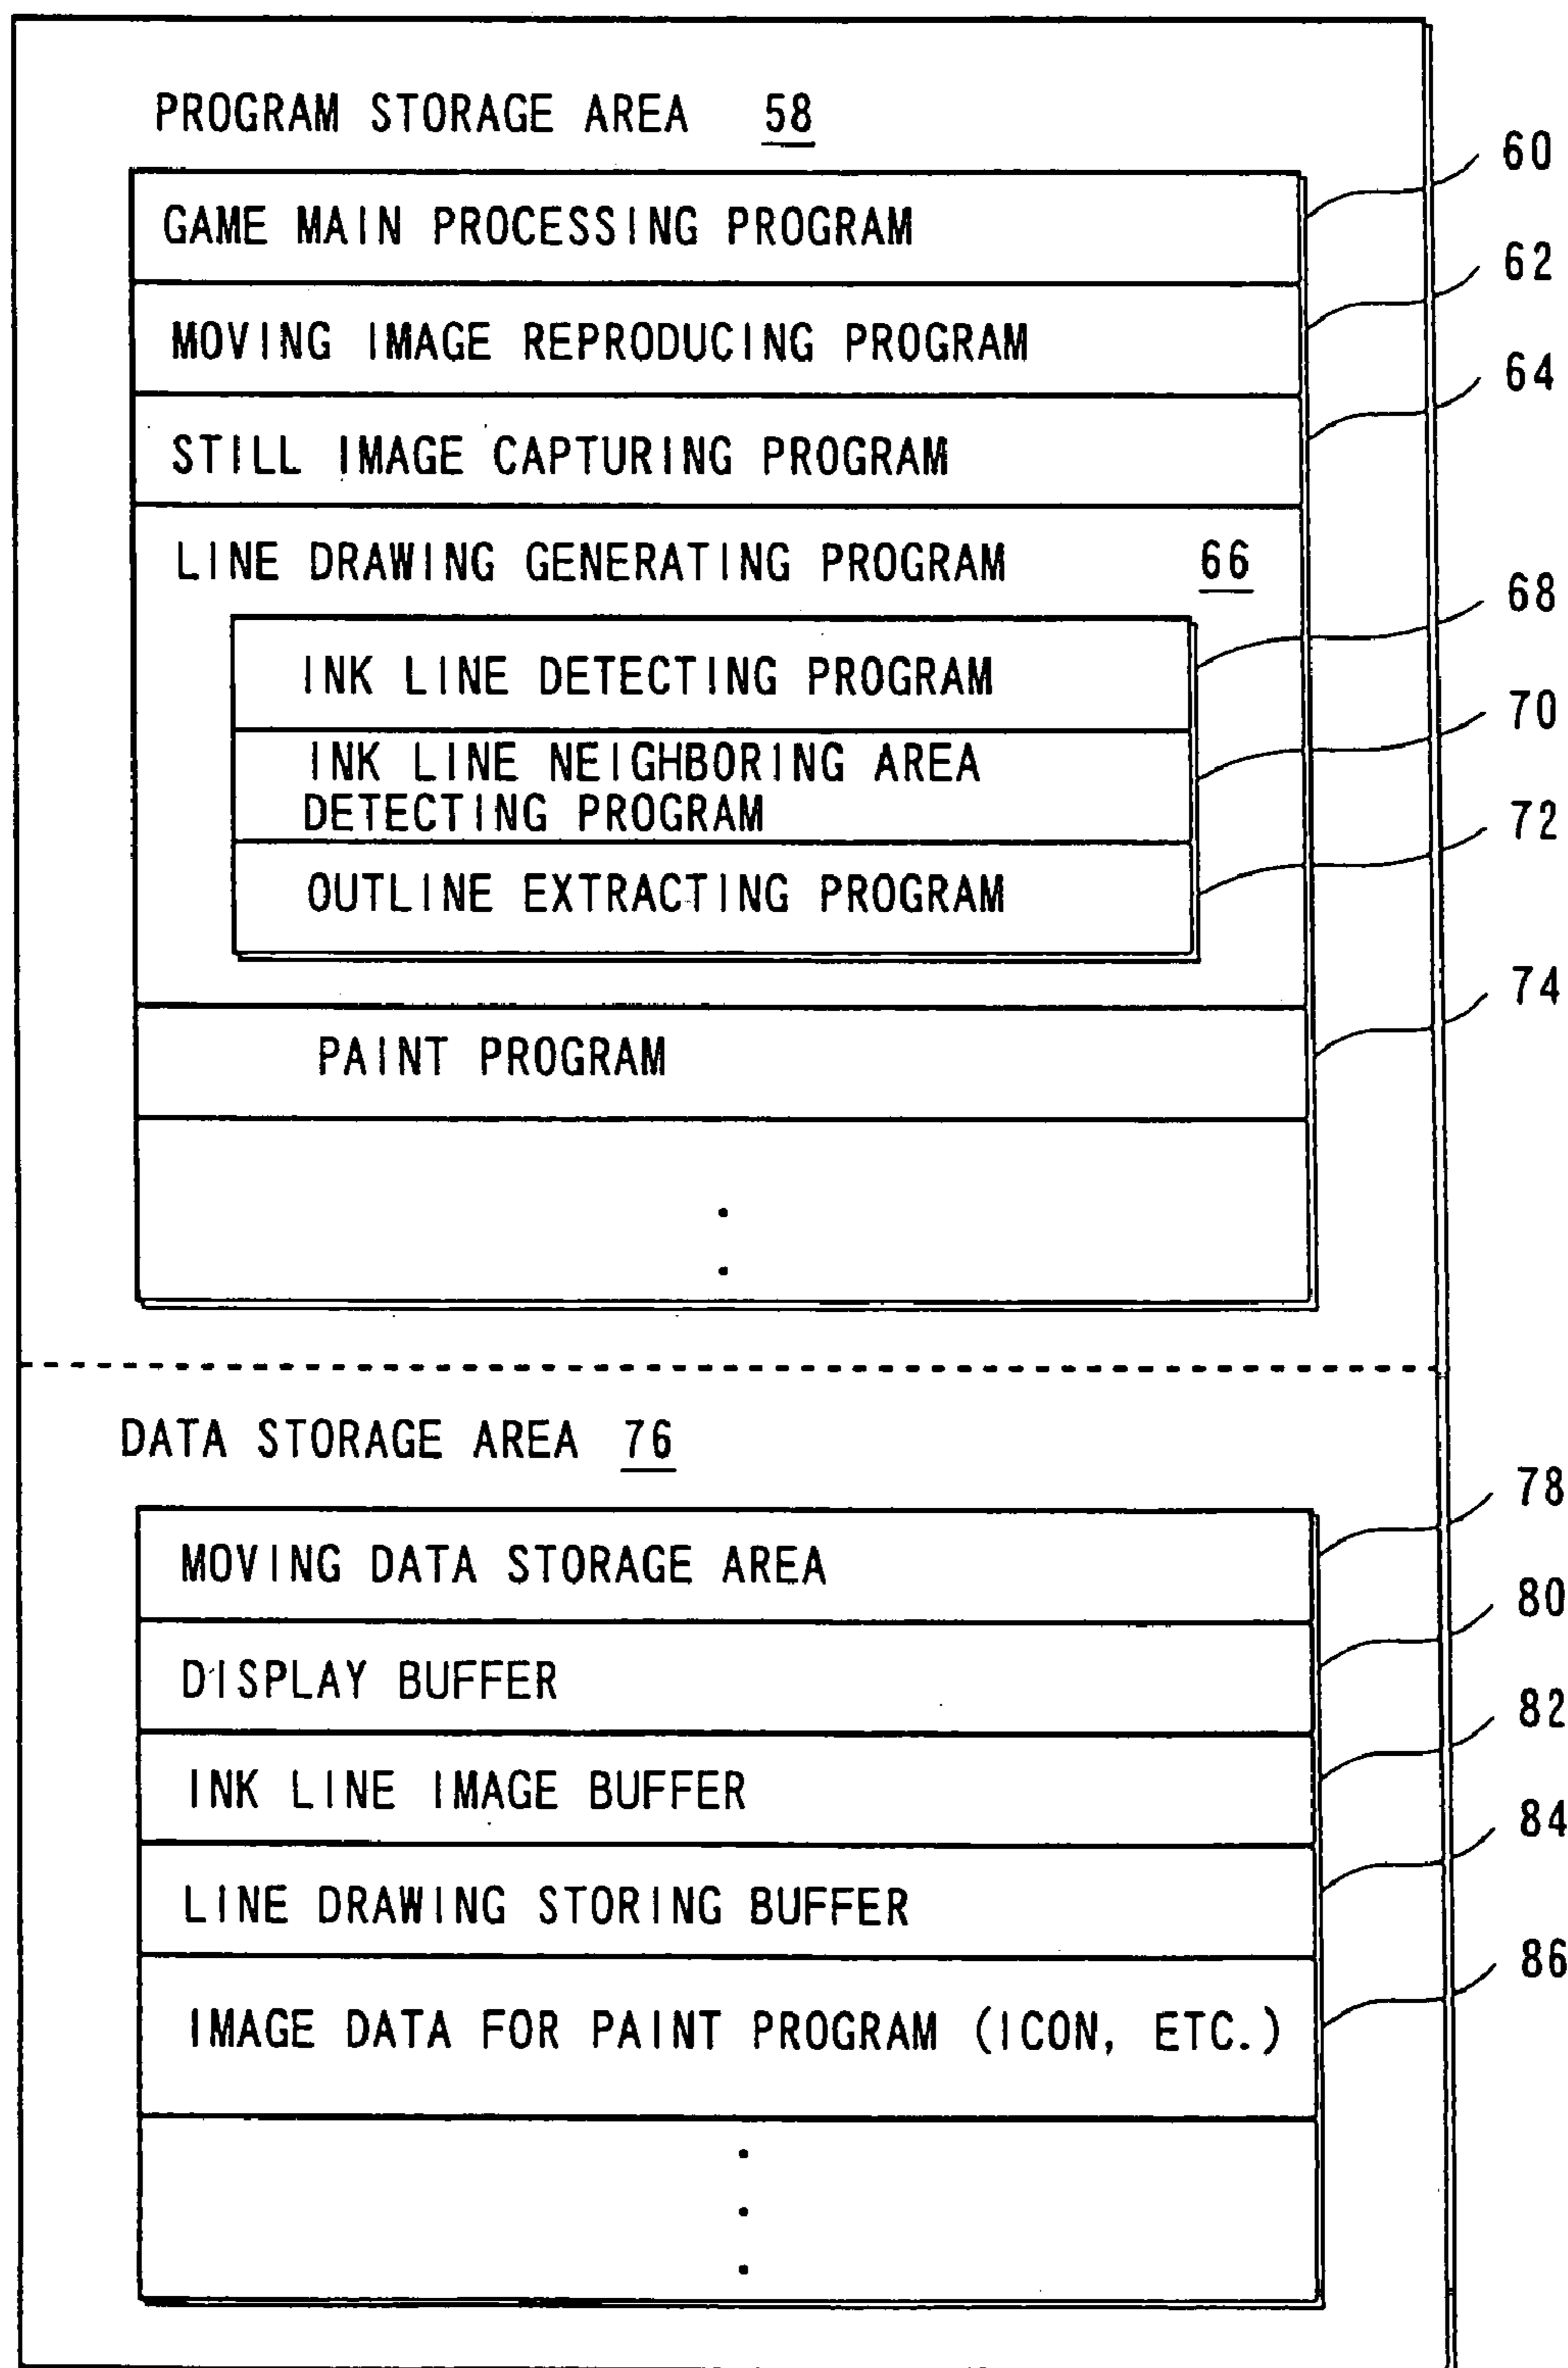 PROGRAM STORAGE AREA 58
60
GAME MAIN PROCESSING PROGRAM
62
MOVING IMAGE REPRODUCING PROGRAM
64
STILL IMAGE CAPTURING PROGRAM
LINE DRAWING GENERATING PROGRAM 66
68
INK LINE DETECTING PROGRAM
70
INK LINE NEIGHBORING AREA
DETECTING PROGRAM
72
OUTLINE EXTRACTING PROGRAM
74
PAINT PROGRAM
DATA STORAGE AREA 76
78
MOVING DATA STORAGE AREA
80
DISPLAY BUFFER
82
INK LINE IMAGE BUFFER
84
LINE DRAWING STORING BUFFER
86
IMAGE DATA FOR PAINT PROGRAM (ICON, ETC.)